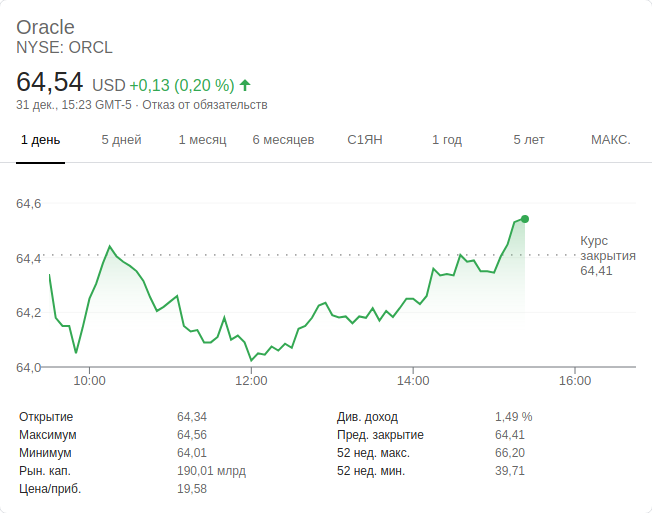 Oracle
NYSE: ORCL
64,54 USD +0,13 (0,20 %)
31 дек., 15:23 GMT-5 · Отказ от обязательств
1 день 5 дней 1 месяц 6 месяцев С1ЯН 1 год 5 лет МАКС.
64,6
64,4
64,2
64,0
Курс
закрытия
64,41
10:00 12:00 14:00 16:00
Открытие 64,34
Максимум 64,56
Минимум 64,01
Рын. кап. 190,01 млрд
Цена/приб. 19,58
Див. доход 1,49 %
Пред. закрытие 64,41
52 нед. макс. 66,20
52 нед. мин. 39,71